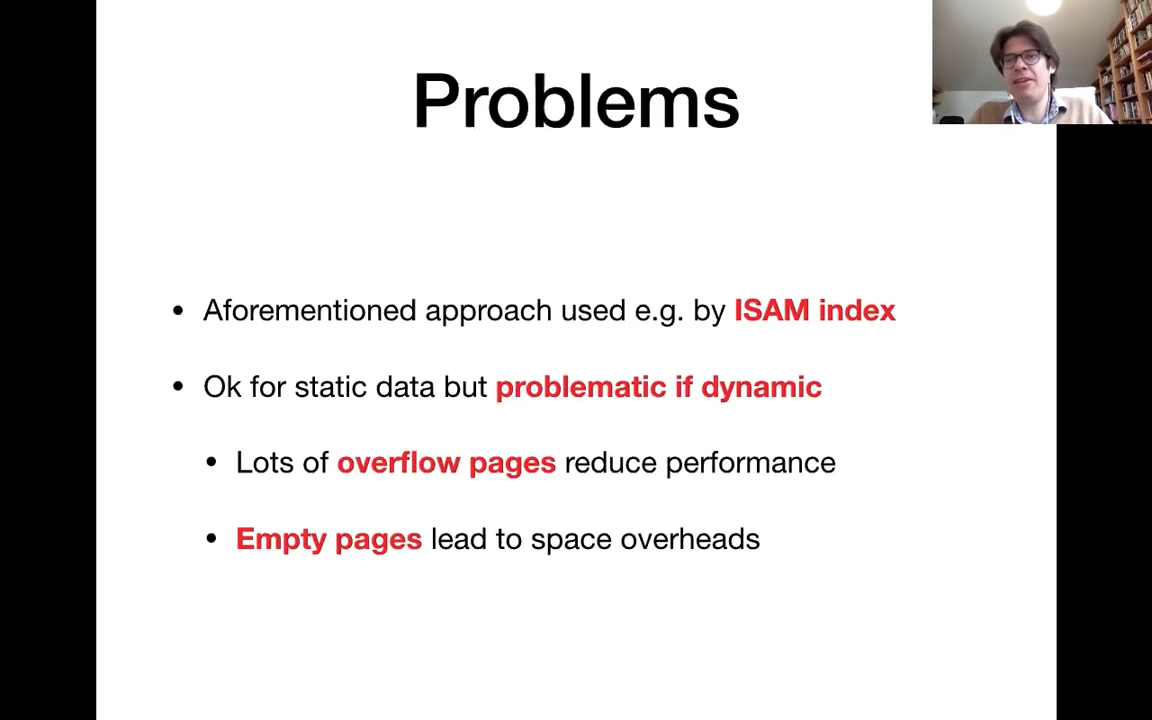 Problems
• Aforementioned approach used e.g. by ISAM index
• Ok for static data but problematic if dynamic
• Lots of overflow pages reduce performance
• Empty pages lead to space overheads